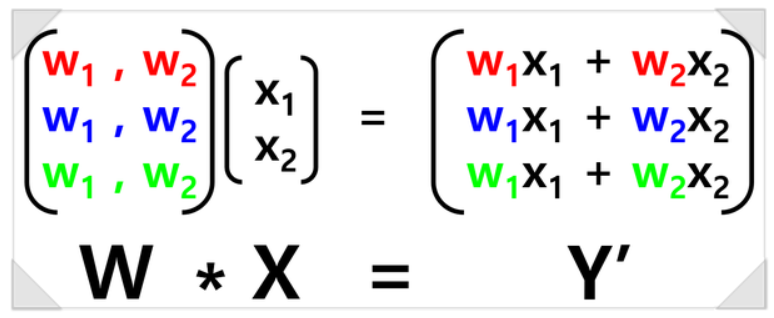 w₁ , w₂ x₁ = w₁x₁ + w₂x₂
w₁ , w₂ x₂ w₁x₁ + w₂x₂
w₁ , w₂ w₁x₁ + w₂x₂
W * X = Y′